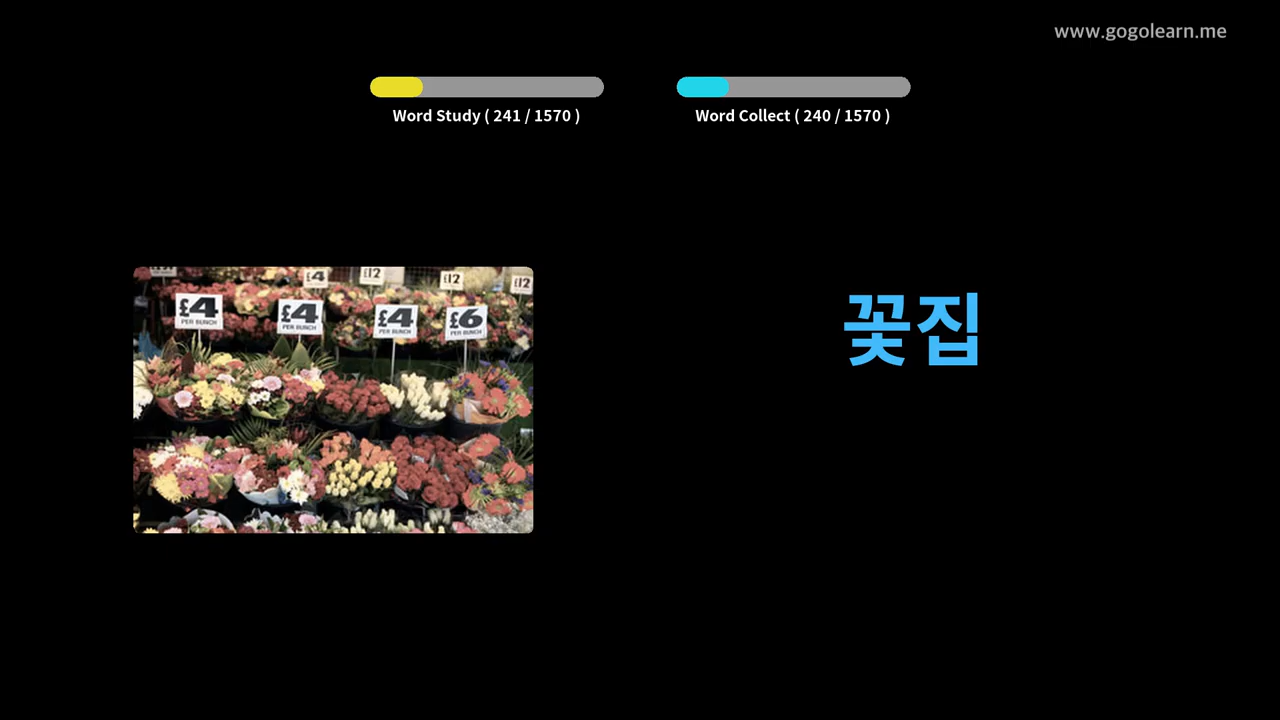 www.gogolearn.me
Word Study ( 241 / 1570 )
Word Collect ( 240 / 1570 )
£4
£12
£12
£12
£4
PER BUNCH
£4
PER BUNCH
£4
PER BUNCH
£6
PER BUNCH
꽃집